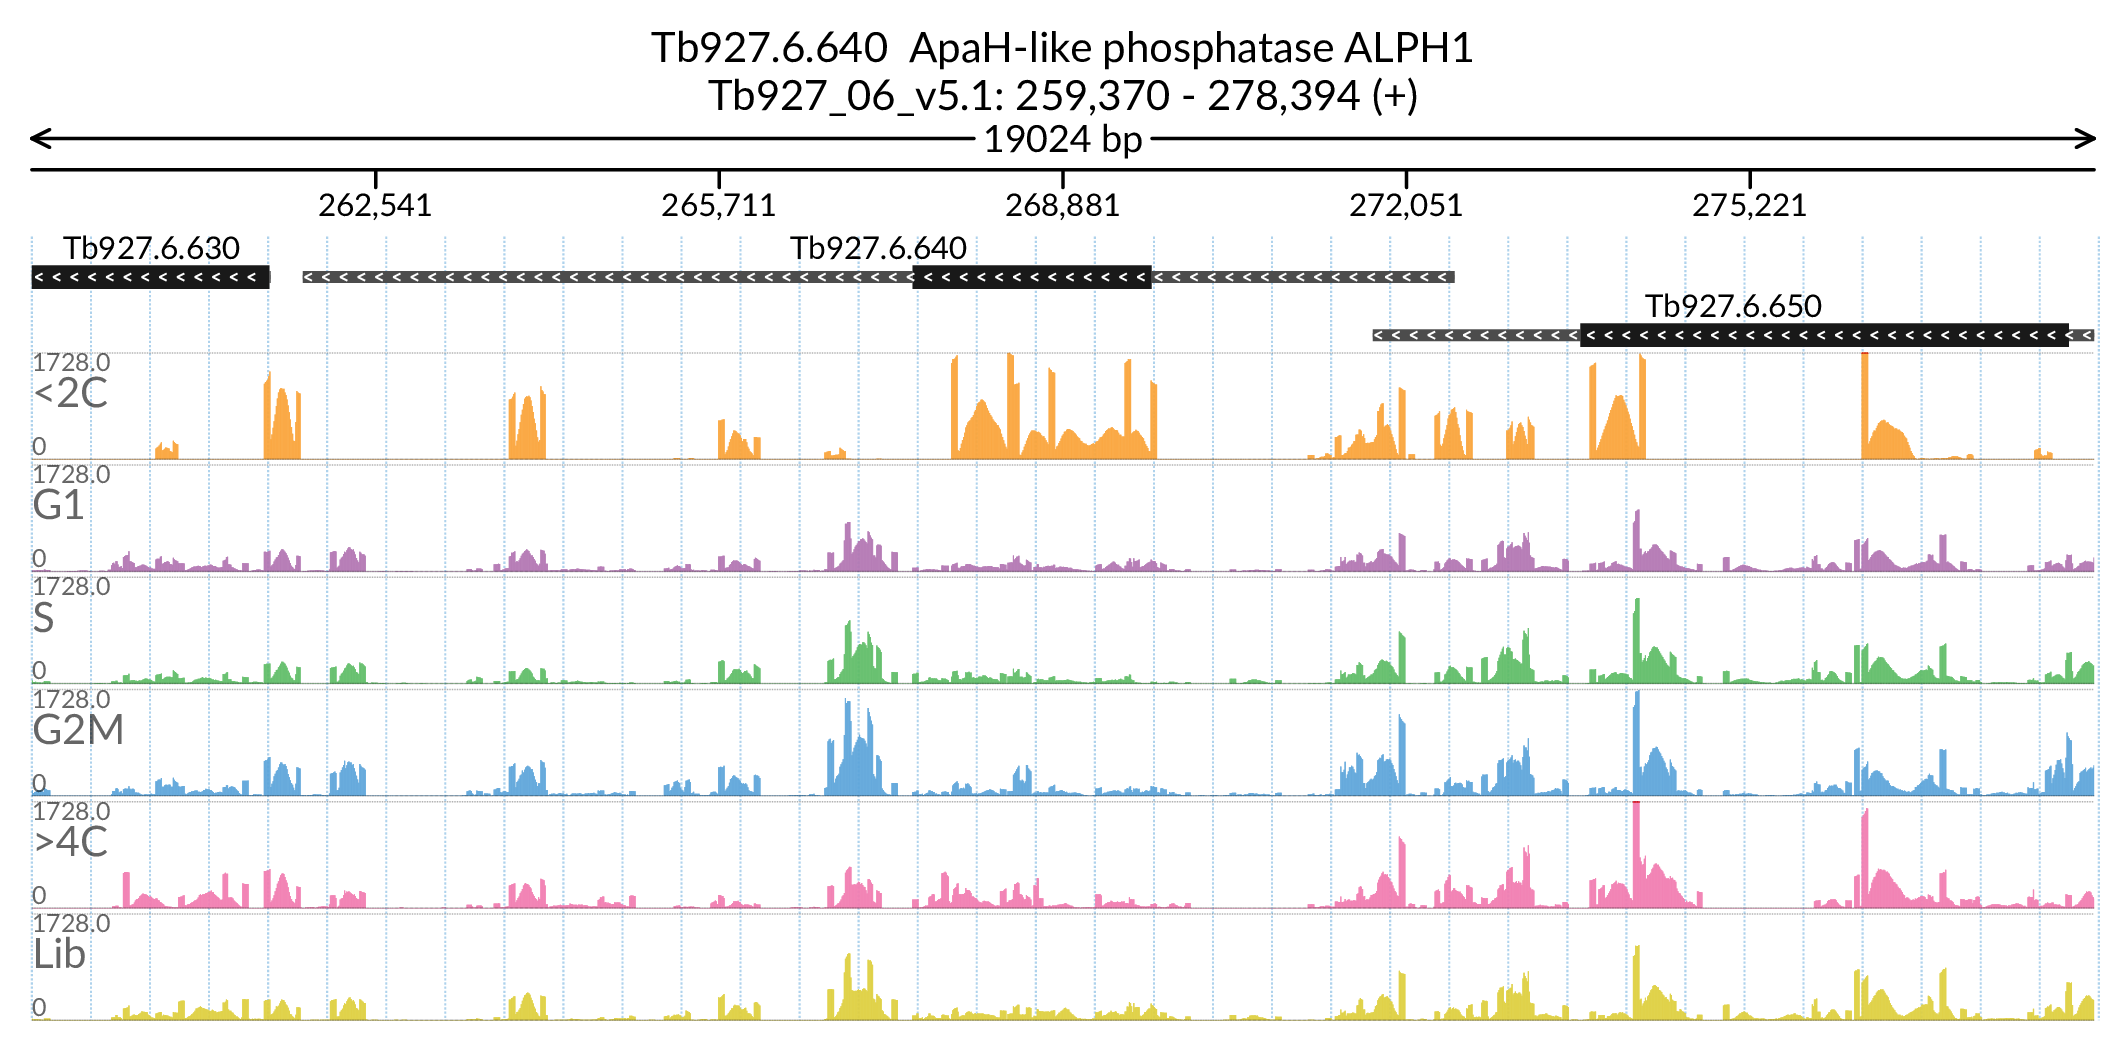 Tb927.6.640  ApaH-like phosphatase ALPH1
Tb927_06_v5.1: 259,370 - 278,394 (+)
19024 bp
262,541 265,711 268,881 272,051 275,221
Tb927.6.630 Tb927.6.640
Tb927.6.650
1728.0
<2C
0
1728.0
G1
0
1728.0
S
0
1728.0
G2M
0
1728.0
>4C
0
1728.0
Lib
0